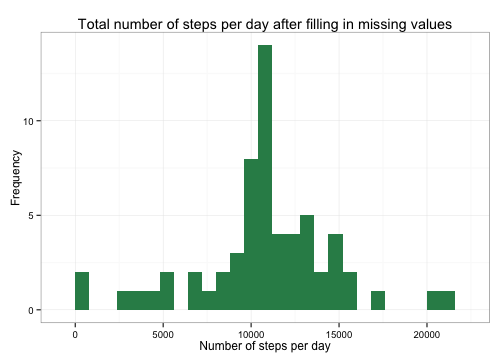 Total number of steps per day after filling in missing values
Frequency
10
5
0
0 5000 10000 15000 20000
Number of steps per day